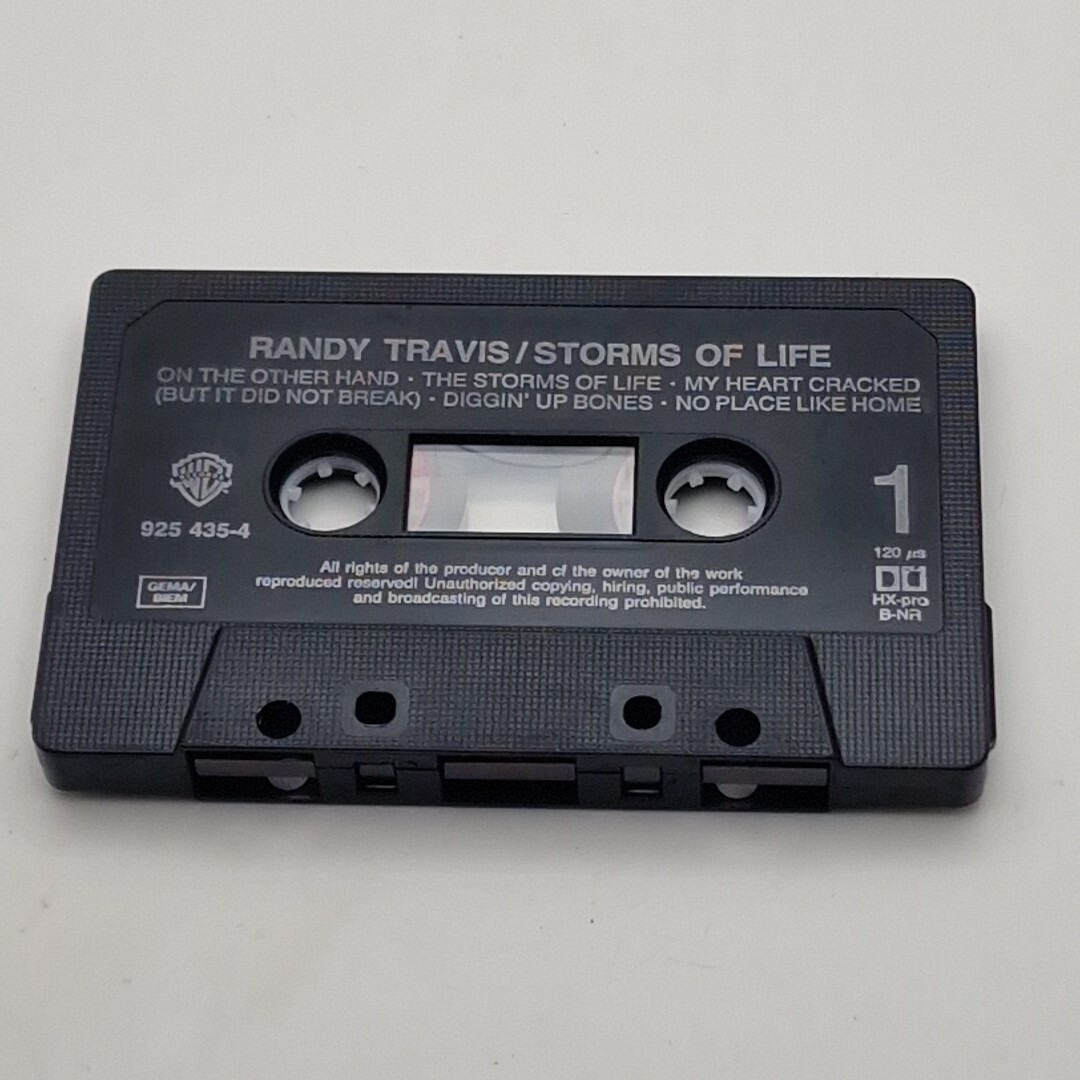 RANDY TRAVIS/STORMS OF LIFE
ON THE OTHER HAND · THE STORMS OF LIFE · MY HEART CRACKED
(BUT IT DID NOT BREAK) · DIGGIN' UP BONES · NO PLACE LIKE HOME
925 435-4
1
GEMA/
BIEM
All rights of the producer and of the owner of the work
reproduced reserved! Unauthorized copying, hiring, public performance
and broadcasting of this recording prohibited.
120 µs
HX-pro
B-NR